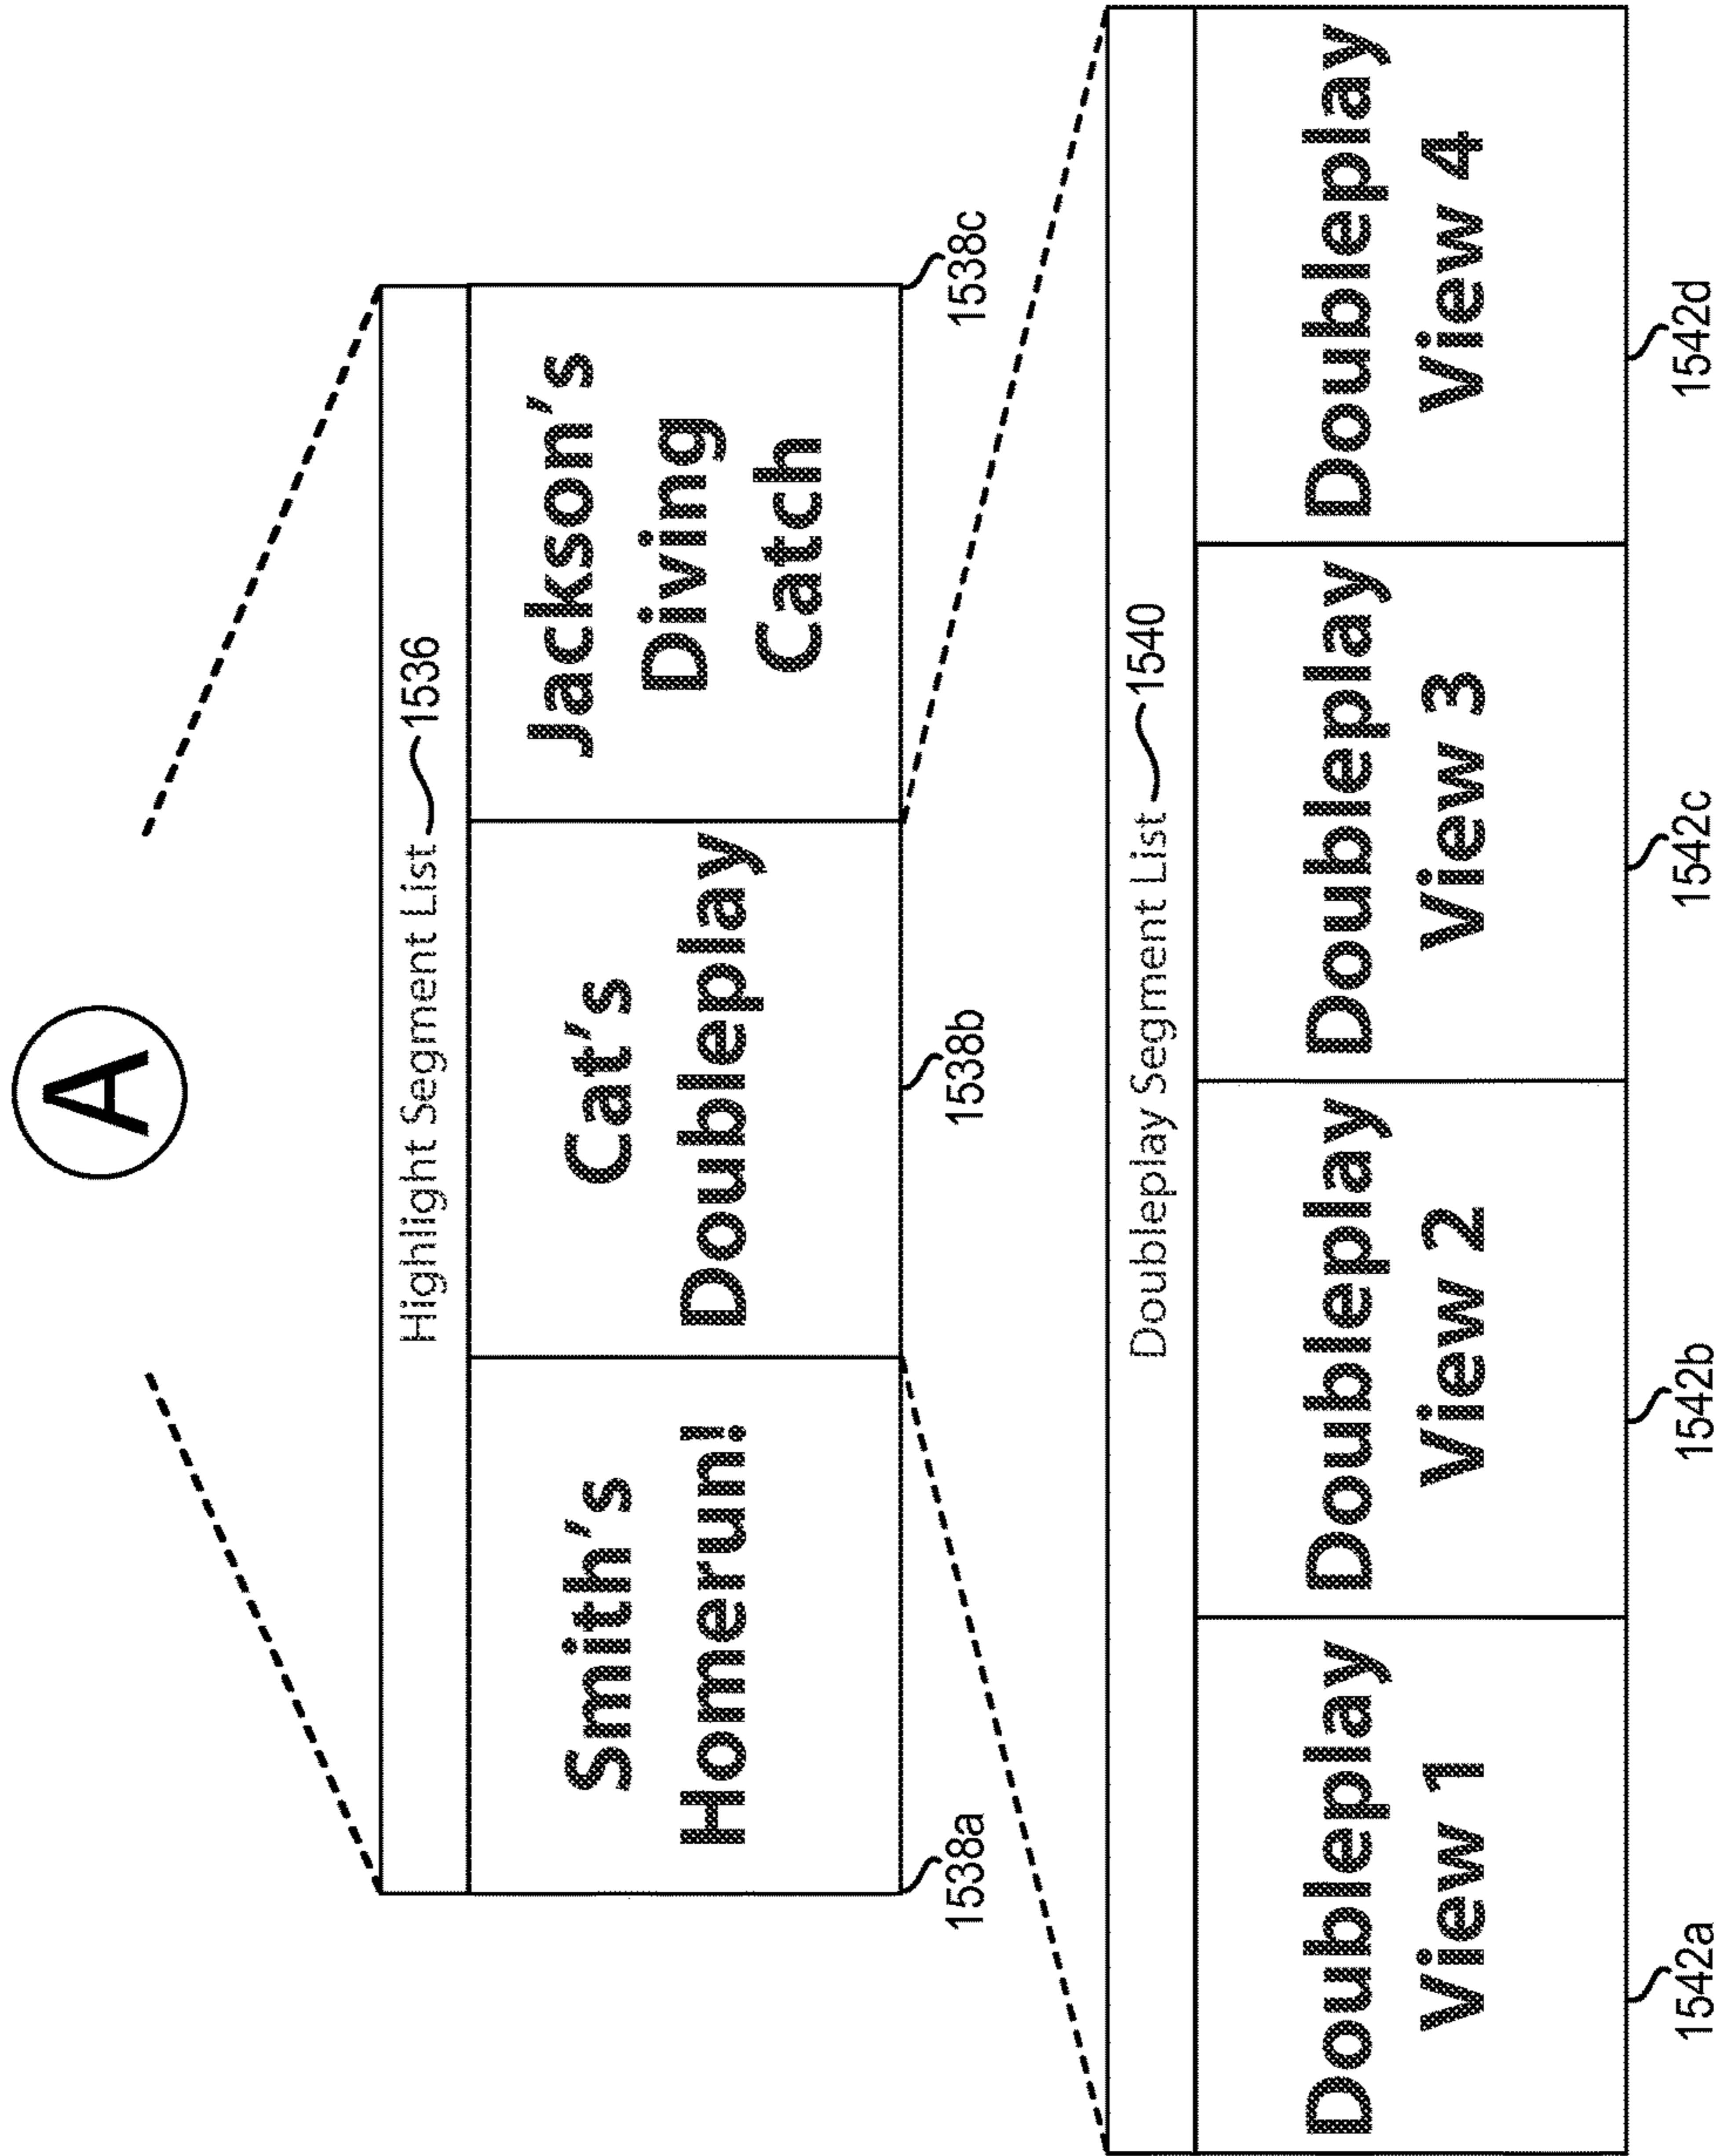 A
Highlight Segment List 1536
Smith's
Homerun!
Cat's
Doubleplay
Jackson's
Diving
Catch
1538a
1538b
1538c
Doubleplay Segment List 1540
Doubleplay
View 1
Doubleplay
View 2
Doubleplay
View 3
Doubleplay
View 4
1542a
1542b
1542c
1542d